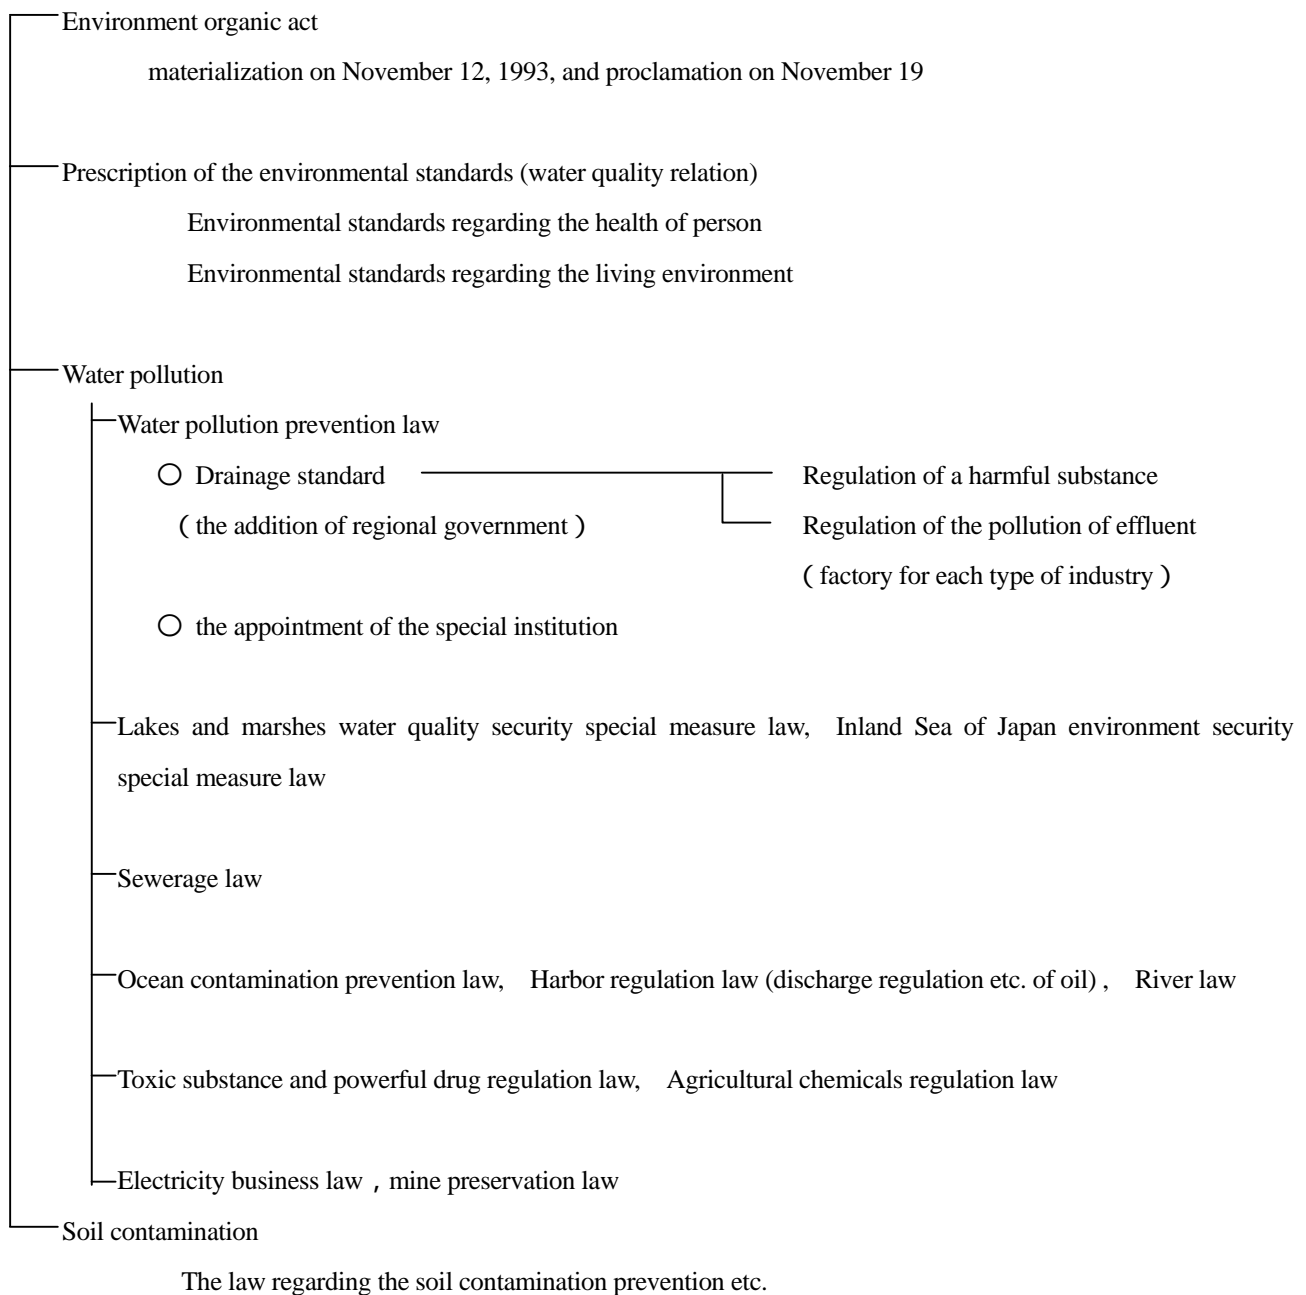 Environment organic act
materialization on November 12, 1993, and proclamation on November 19
Prescription of the environmental standards (water quality relation)
Environmental standards regarding the health of person
Environmental standards regarding the living environment
Water pollution
Water pollution prevention law
○ Drainage standard
Regulation of a harmful substance
( the addition of regional government )
Regulation of the pollution of effluent
( factory for each type of industry )
○ the appointment of the special institution
Lakes and marshes water quality security special measure law, Inland Sea of Japan environment security
special measure law
Sewerage law
Ocean contamination prevention law, Harbor regulation law (discharge regulation etc. of oil) , River law
Toxic substance and powerful drug regulation law, Agricultural chemicals regulation law
Electricity business law , mine preservation law
Soil contamination
The law regarding the soil contamination prevention etc.